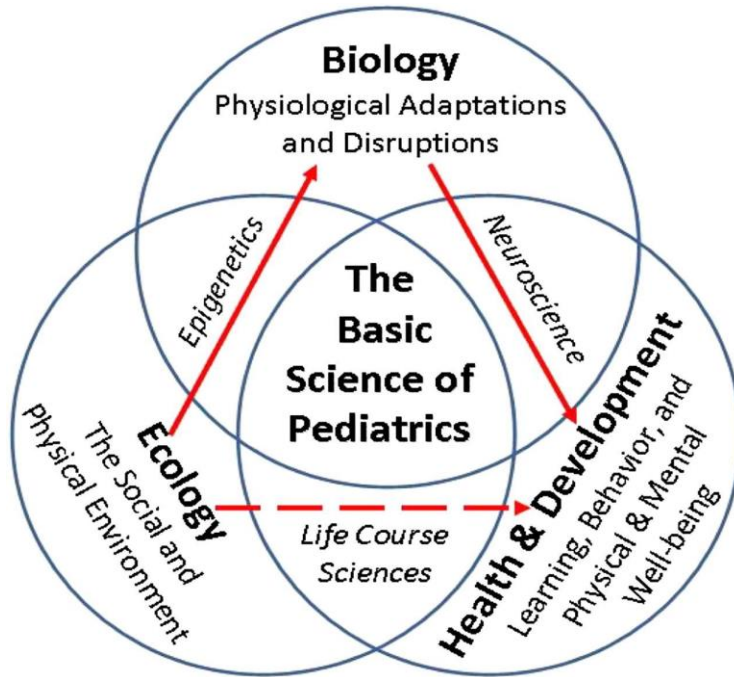 Biology
Physiological Adaptations
and Disruptions
Epigenetics
Neuroscience
The
Basic
Science of
Pediatrics
Ecology
The Social and
Physical Environment
Life Course
Sciences
Health & Development
Learning, Behavior, and
Physical & Mental
Well-being